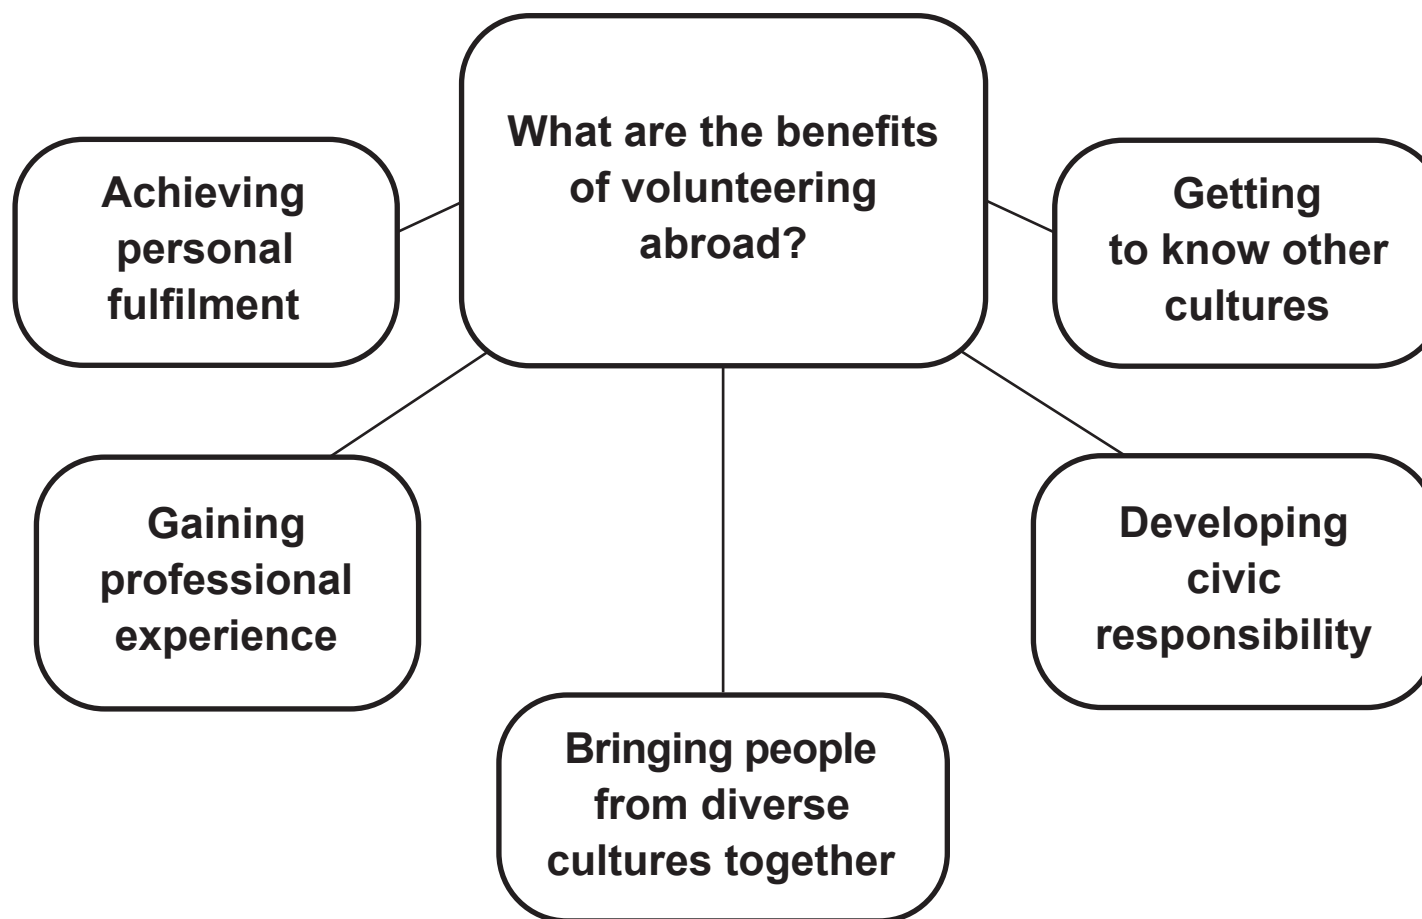 What are the benefits
of volunteering
abroad?
Achieving
personal
fulfilment
Getting
to know other
cultures
Gaining
professional
experience
Developing
civic
responsibility
Bringing people
from diverse
cultures together